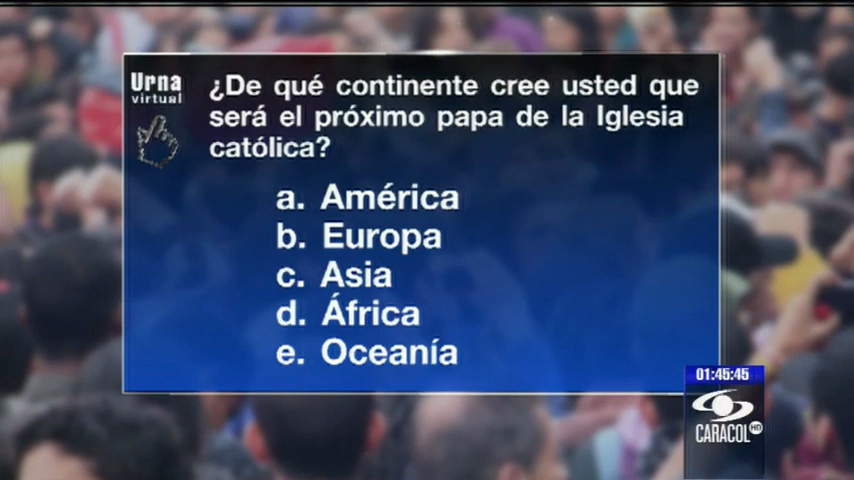 Urna
virtual
¿De qué continente cree usted que
será el próximo papa de la Iglesia
católica?
a. América
b. Europa
c. Asia
d. África
e. Oceanía
01:45:45
CARACOL HD